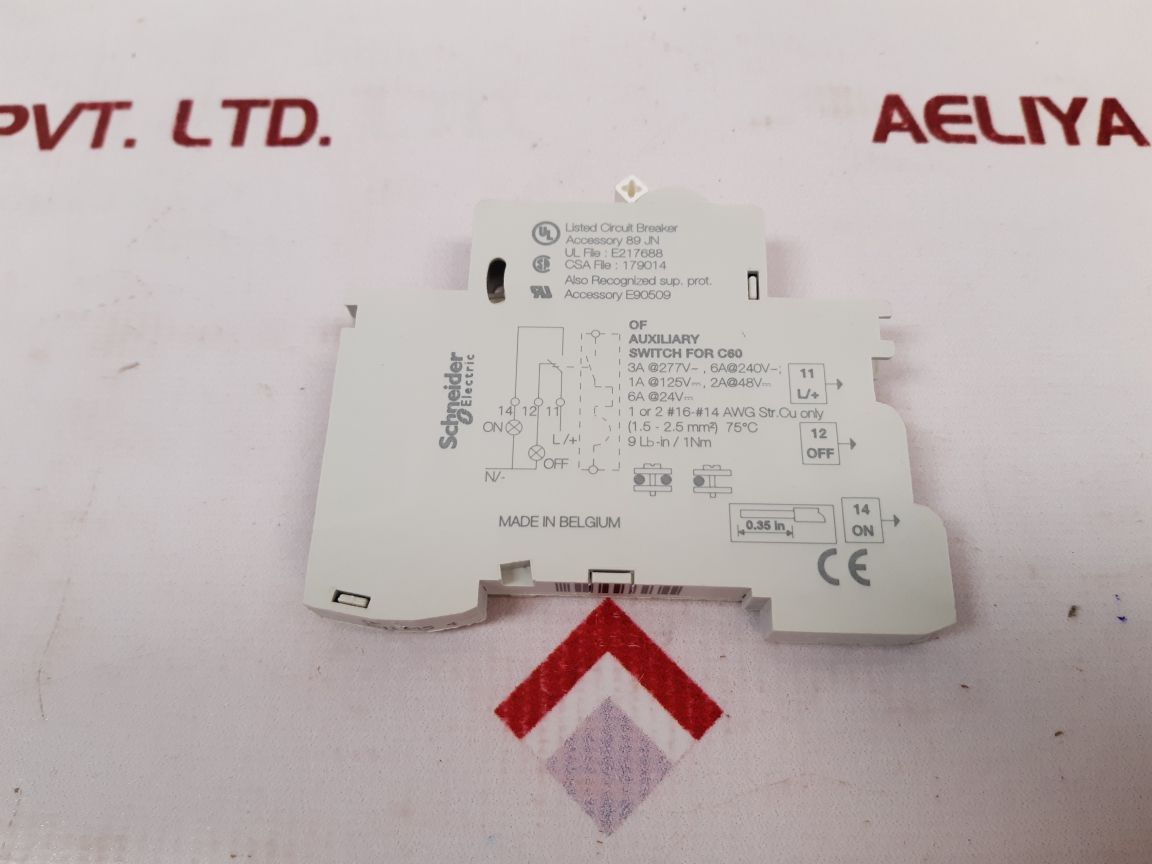 PVT. LTD.
AELIYA
UL
Listed Circuit Breaker
Accessory 89 JN
UL File : E217688
CSA File : 179014
Also Recognized sup. prot.
Accessory E90509
Schneider
Electric
OF
AUXILIARY
SWITCH FOR C60
3A @277V~ , 6A@240V~;
1A @125V⎓, 2A@48V⎓
6A @24V⎓
1 or 2 #16-#14 AWG Str.Cu only
(1.5 - 2.5 mm²) 75°C
9 Lb-in / 1Nm
14 12 11
ON
L/+
OFF
N/-
11
L/+
12
OFF
14
ON
0.35 in
MADE IN BELGIUM
CE